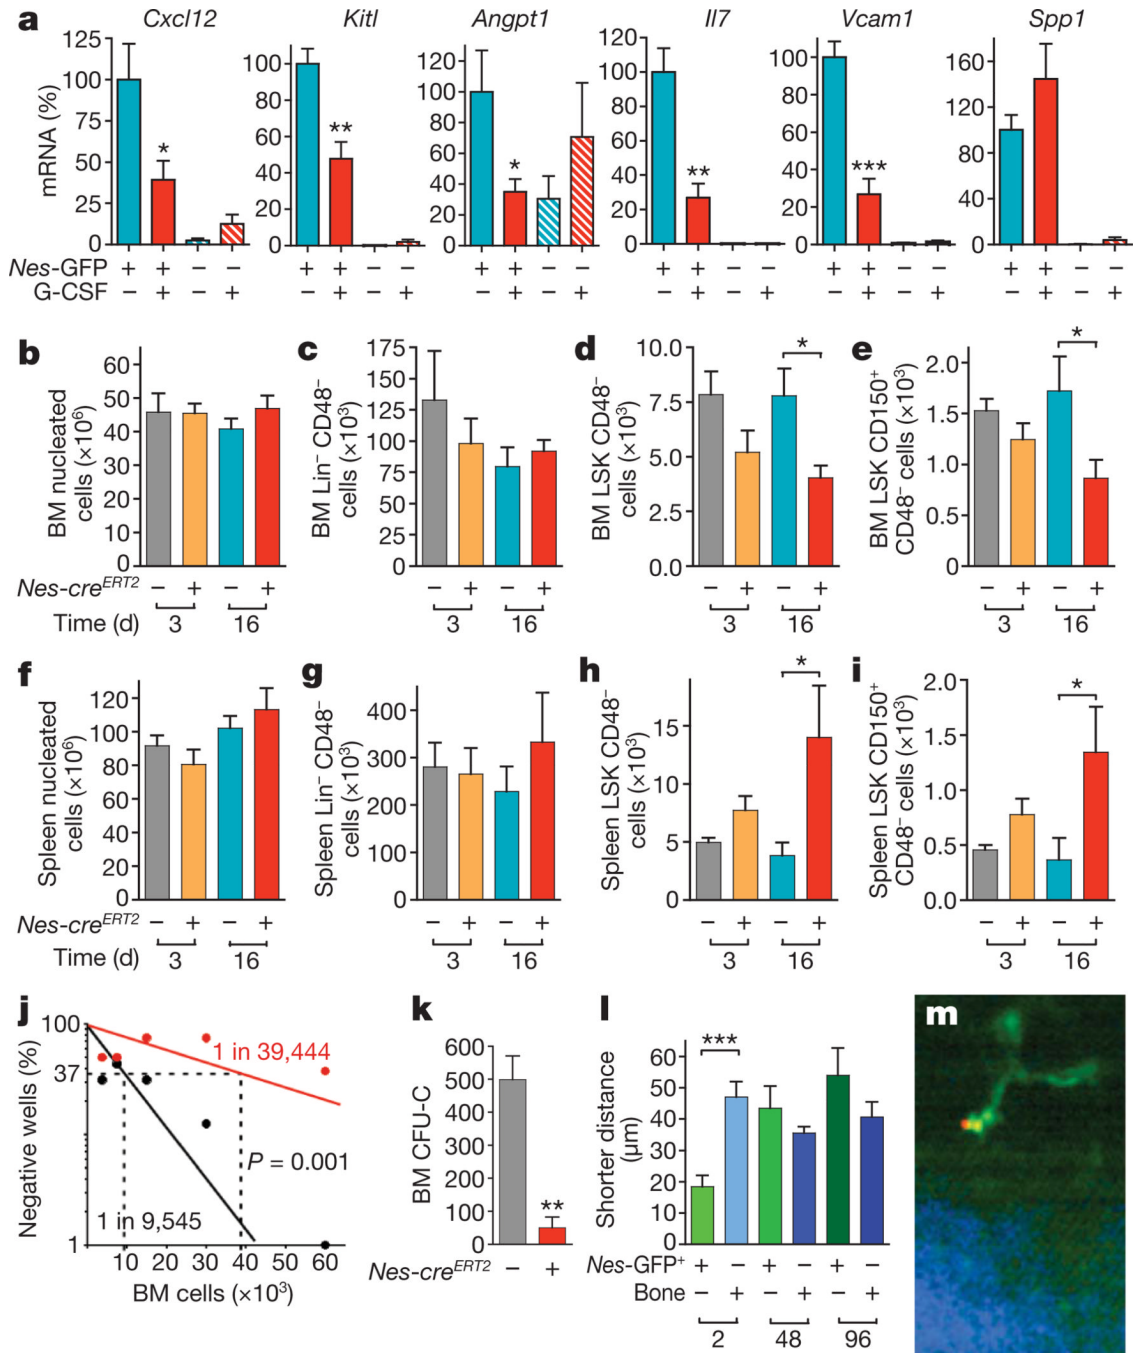 a
Cxcl12 Kitl Angpt1 Il7 Vcam1 Spp1
mRNA (%)
125
100
75
50
25
0
*
100
80
60
40
20
0
**
120
100
80
60
40
20
0
*
120
100
80
60
40
20
0
**
100
80
60
40
20
0
***
160
120
80
40
0
Nes-GFP + + − − + + − − + + − − + + − − + + − − + + − −
G-CSF − + − + − + − + − + − + − + − + − + − + − + − +
b
BM nucleated
cells (×10⁶)
60
50
40
30
20
10
0
c
BM Lin⁻ CD48⁻
cells (×10³)
175
150
125
100
75
50
25
0
d
BM LSK CD48⁻
cells (×10³)
10.0
7.5
5.0
2.5
0.0
*
e
BM LSK CD150⁺
CD48⁻ cells (×10³)
2.0
1.5
1.0
0.5
0
*
Nes-creERT2 − + − + − + − + − + − + − + − +
Time (d) 3 16 3 16 3 16 3 16
f
Spleen nucleated
cells (×10⁶)
120
100
80
60
40
20
0
g
Spleen Lin⁻ CD48⁻
cells (×10³)
400
300
200
100
0
h
Spleen LSK CD48⁻
cells (×10³)
15
10
5
0
*
i
Spleen LSK CD150⁺
CD48⁻ cells (×10³)
2.0
1.5
1.0
0.5
0.0
*
Nes-creERT2 − + − + − + − + − + − + − + − +
Time (d) 3 16 3 16 3 16 3 16
j
Negative wells (%)
100
37
1
1 in 39,444
P = 0.001
1 in 9,545
10 20 30 40 50 60
BM cells (×10³)
k
BM CFU-C
600
500
400
300
200
100
0
**
Nes-creERT2 − +
l
Shorter distance
(μm)
60
50
40
30
20
10
0
***
Nes-GFP⁺ + − + − + −
Bone − + − + − +
2 48 96
m